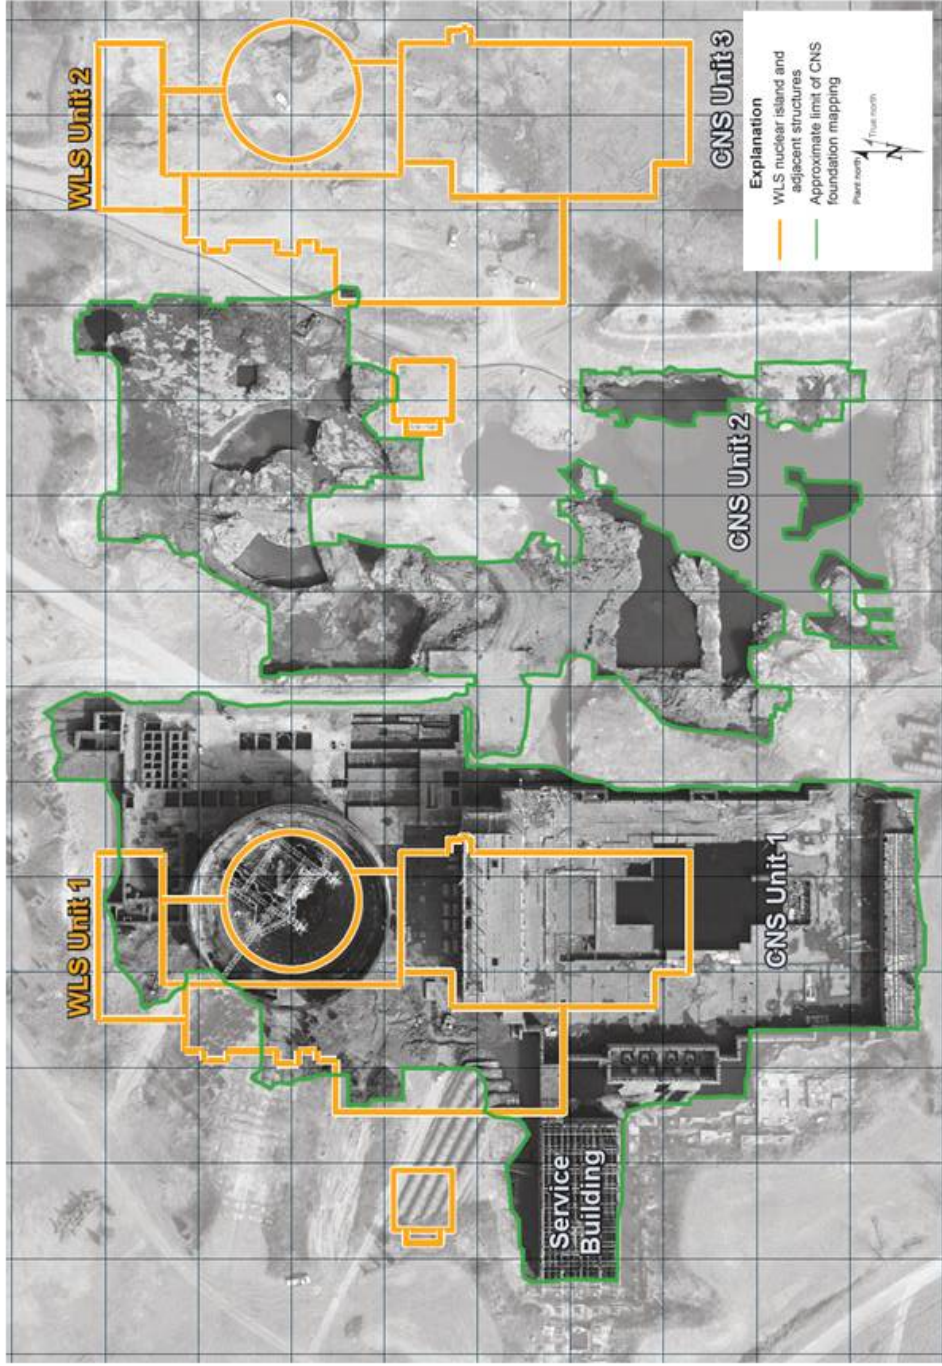 WLS Unit 1
WLS Unit 2
CNS Unit 3
CNS Unit 2
CNS Unit 1
Service
Building
Explanation
WLS nuclear island and
adjacent structures
Approximate limit of CNS
foundation mapping
Plant north
True north
N